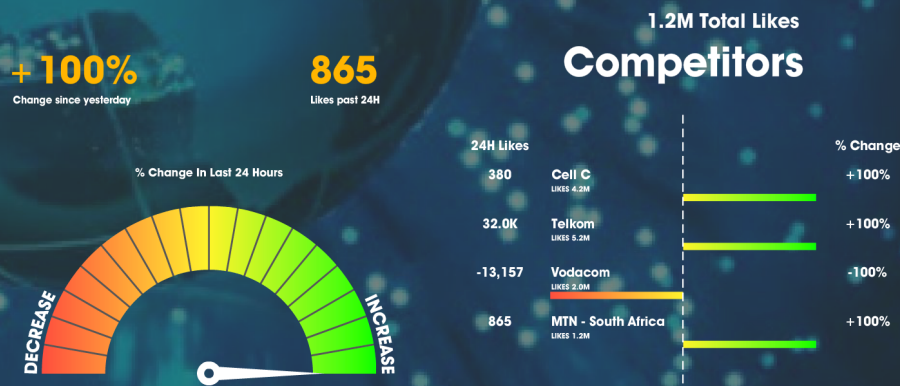 1.2M Total Likes
Competitors
+100%
Change since yesterday
865
Likes past 24H
% Change In Last 24 Hours
DECREASE
INCREASE
24H Likes
% Change
380
Cell C
LIKES 4.2M
+100%
32.0K
Telkom
LIKES 5.2M
+100%
-13,157
Vodacom
LIKES 2.0M
-100%
865
MTN - South Africa
LIKES 1.2M
+100%